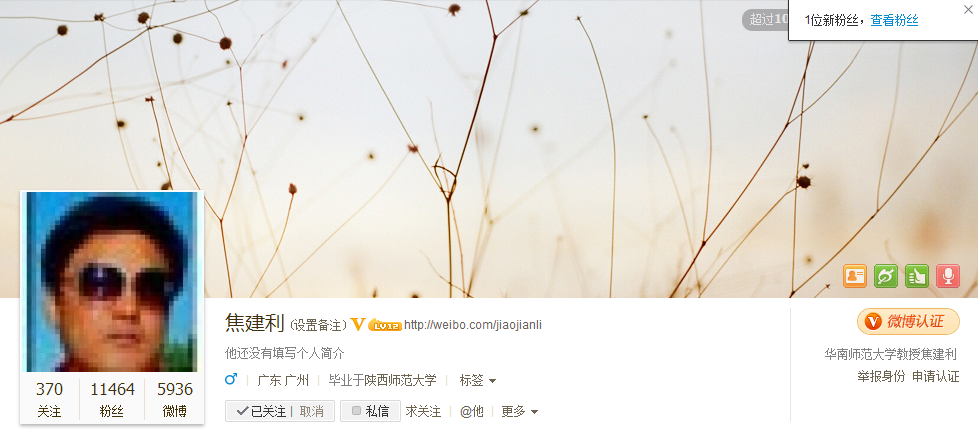 超过10
1位新粉丝，查看粉丝
焦建利 (设置备注) V LV12 http://weibo.com/jiaojianli
V 微博认证
他还没有填写个人简介
华南师范大学教授焦建利
♂ 广东 广州 毕业于陕西师范大学 标签
举报身份 申请认证
370 11464 5936
关注 粉丝 微博
已关注 | 取消 私信 求关注 @他 更多